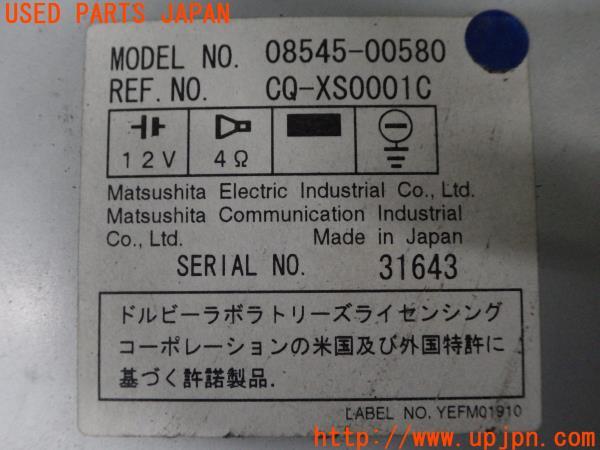 USED PARTS JAPAN
MODEL NO. 08545-00580
REF. NO. CQ-XS0001C
12V 4Ω
Matsushita Electric Industrial Co., Ltd.
Matsushita Communication Industrial
Co., Ltd. Made in Japan
SERIAL NO. 31643
ドルビーラボラトリーズライセンシング
コーポレーションの米国及び外国特許に
基づく許諾製品.
LABEL NO. YEFM01910
UPJ http://www.upjpn.com